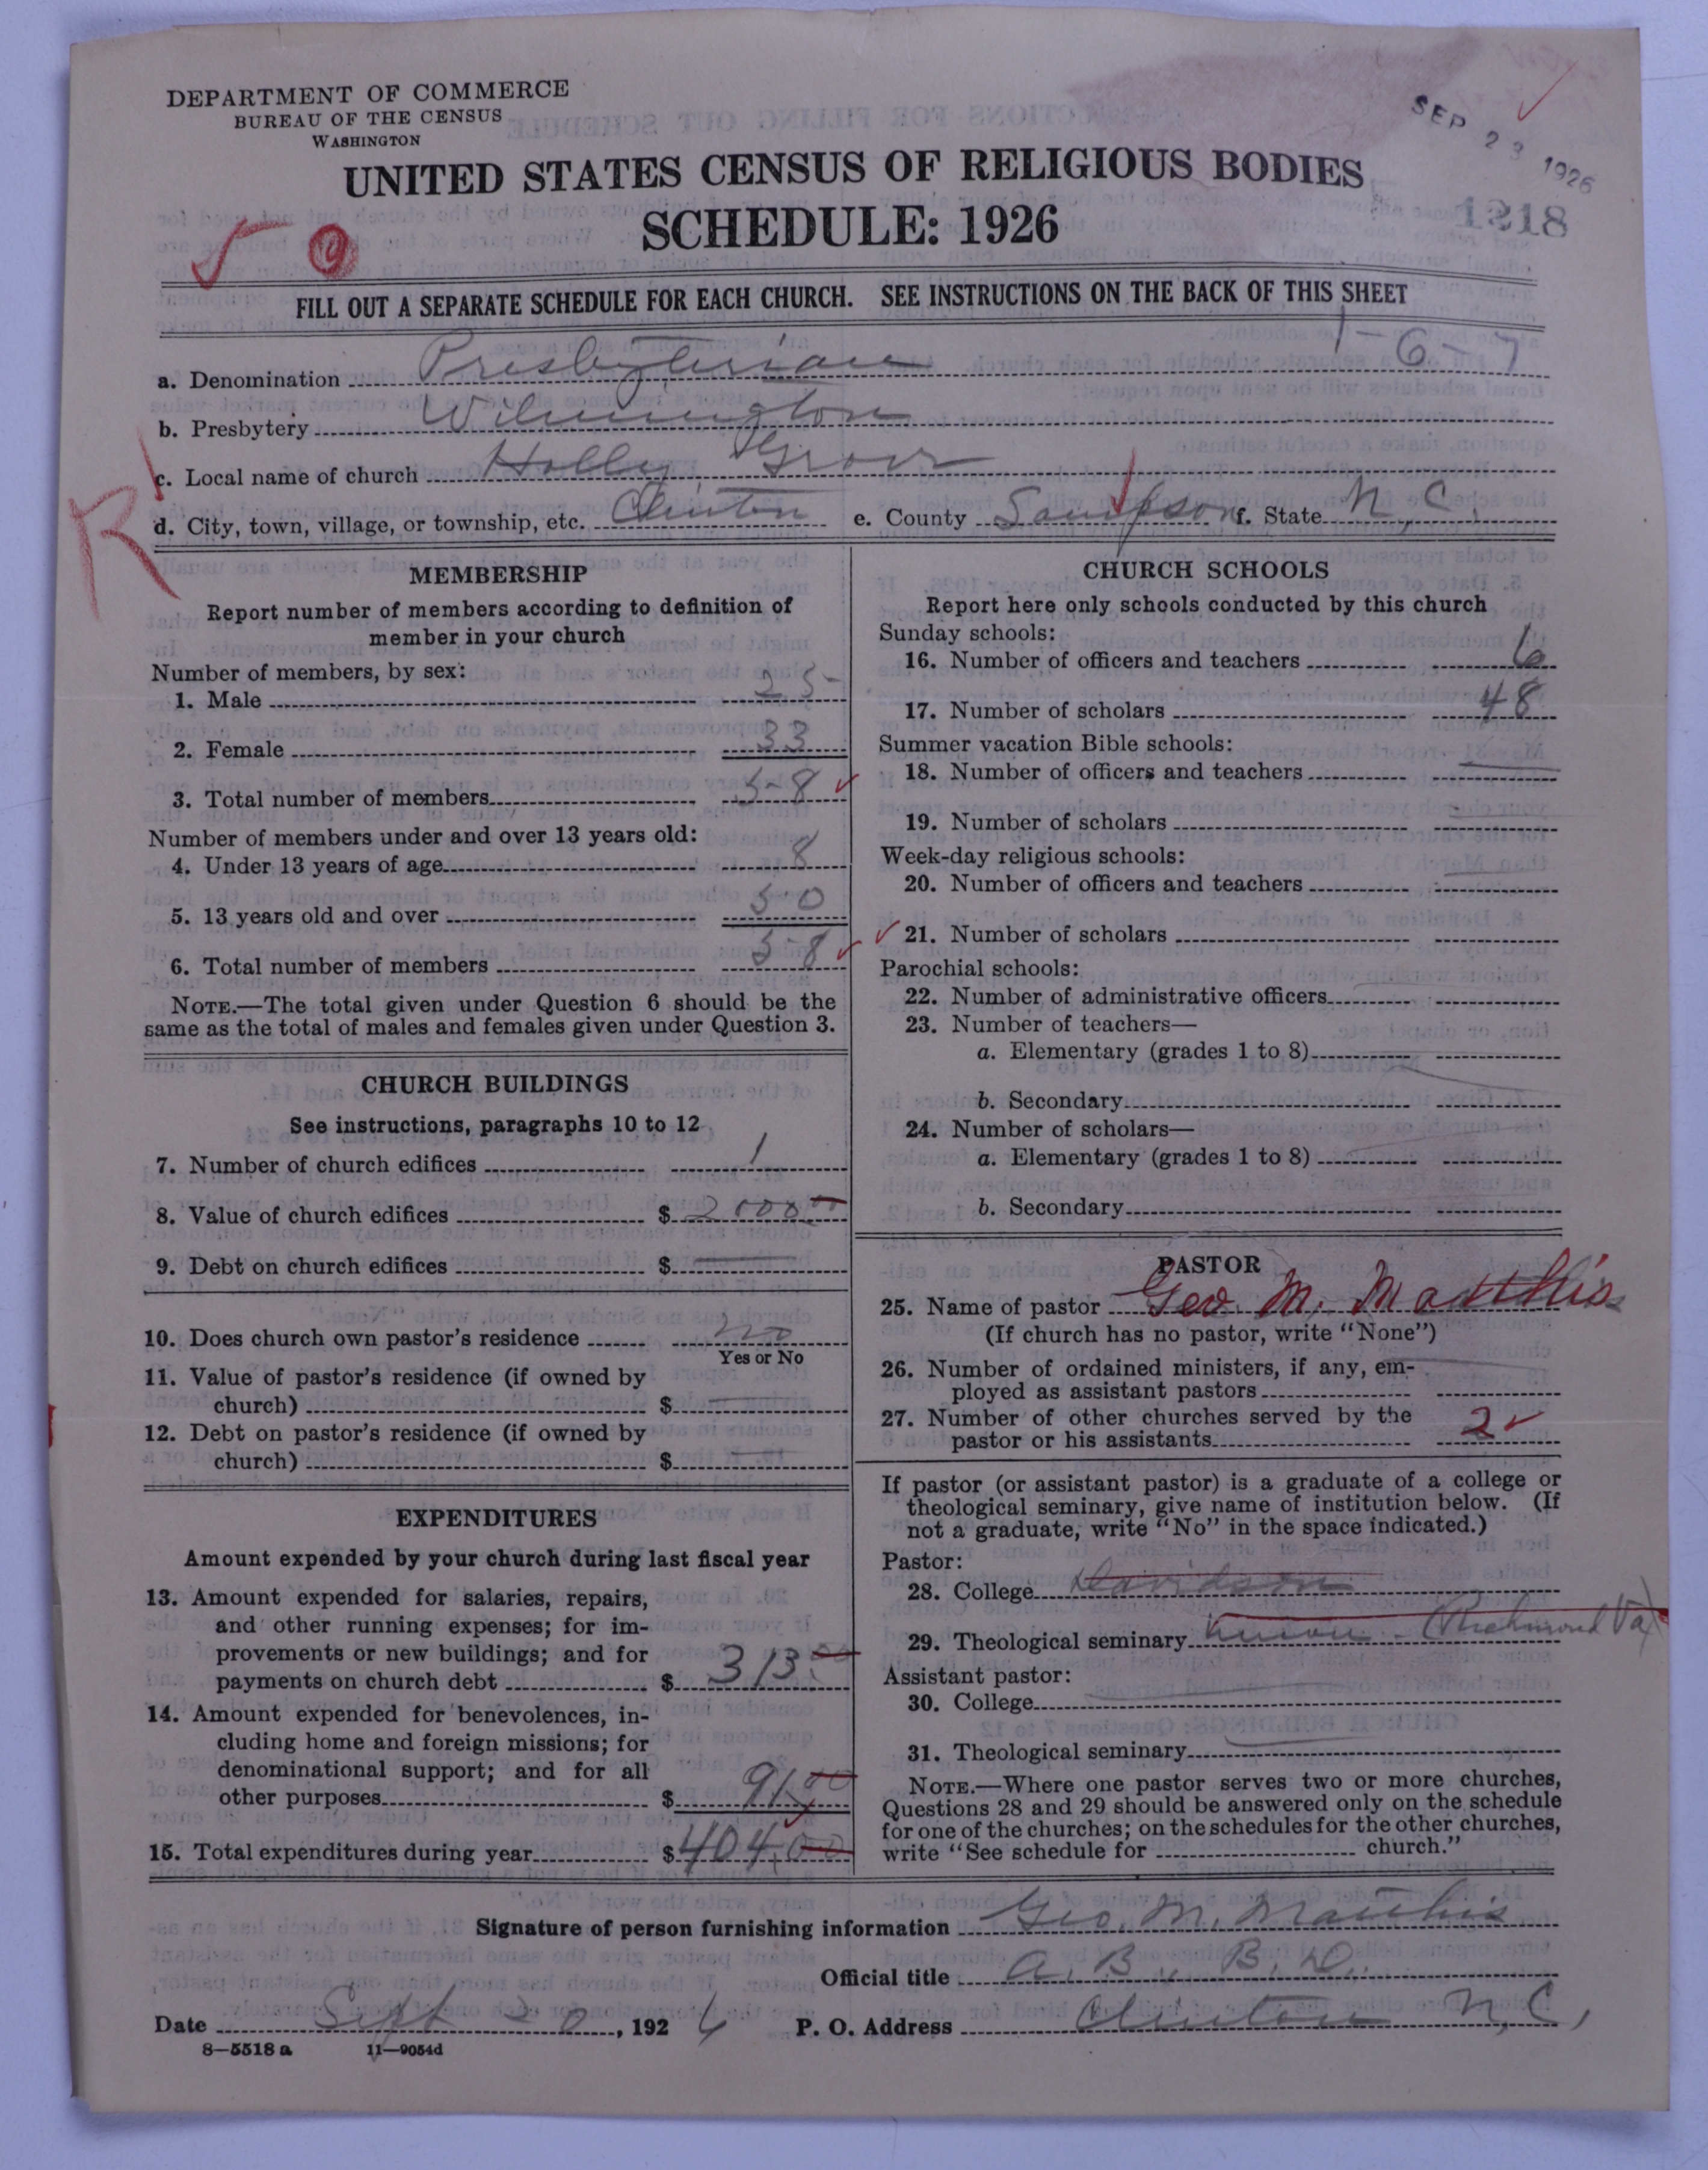 DEPARTMENT OF COMMERCE
BUREAU OF THE CENSUS
WASHINGTON
SEP 23 1926
1218
UNITED STATES CENSUS OF RELIGIOUS BODIES
SCHEDULE: 1926
9
FILL OUT A SEPARATE SCHEDULE FOR EACH CHURCH. SEE INSTRUCTIONS ON THE BACK OF THIS SHEET
1-6-7
a. Denomination Presbyterian
b. Presbytery Wilmington
c. Local name of church Holly Grove
R
d. City, town, village, or township, etc. Clinton e. County Sampson f. State N.C.
MEMBERSHIP
Report number of members according to definition of
member in your church
Number of members, by sex:
1. Male 25
2. Female 33
3. Total number of members 58
Number of members under and over 13 years old:
4. Under 13 years of age 8
5. 13 years old and over 50
6. Total number of members 58
NOTE.—The total given under Question 6 should be the
same as the total of males and females given under Question 3.
CHURCH BUILDINGS
See instructions, paragraphs 10 to 12
7. Number of church edifices 1
8. Value of church edifices $ 2000.00
9. Debt on church edifices $
10. Does church own pastor's residence no
Yes or No
11. Value of pastor's residence (if owned by
church) $
12. Debt on pastor's residence (if owned by
church) $
EXPENDITURES
Amount expended by your church during last fiscal year
13. Amount expended for salaries, repairs,
and other running expenses; for im-
provements or new buildings; and for
payments on church debt $ 313.00
14. Amount expended for benevolences, in-
cluding home and foreign missions; for
denominational support; and for all
other purposes $ 91.00
15. Total expenditures during year $ 404.00
CHURCH SCHOOLS
Report here only schools conducted by this church
Sunday schools:
16. Number of officers and teachers 6
17. Number of scholars 48
Summer vacation Bible schools:
18. Number of officers and teachers
19. Number of scholars
Week-day religious schools:
20. Number of officers and teachers
21. Number of scholars
Parochial schools:
22. Number of administrative officers
23. Number of teachers—
a. Elementary (grades 1 to 8)
b. Secondary
24. Number of scholars—
a. Elementary (grades 1 to 8)
b. Secondary
PASTOR
25. Name of pastor Geo. M. Matthis
(If church has no pastor, write "None")
26. Number of ordained ministers, if any, em-
ployed as assistant pastors
27. Number of other churches served by the
pastor or his assistants 2
If pastor (or assistant pastor) is a graduate of a college or
theological seminary, give name of institution below. (If
not a graduate, write "No" in the space indicated.)
Pastor:
28. College Davidson
29. Theological seminary Union - (Richmond Va)
Assistant pastor:
30. College
31. Theological seminary
NOTE.—Where one pastor serves two or more churches,
Questions 28 and 29 should be answered only on the schedule
for one of the churches; on the schedules for the other churches,
write "See schedule for church."
Signature of person furnishing information Geo. M. Matthis
Official title A.B., B.D.
Date Sept 20, 1926 P. O. Address Clinton N.C.,
8—5518 a 11—9054d